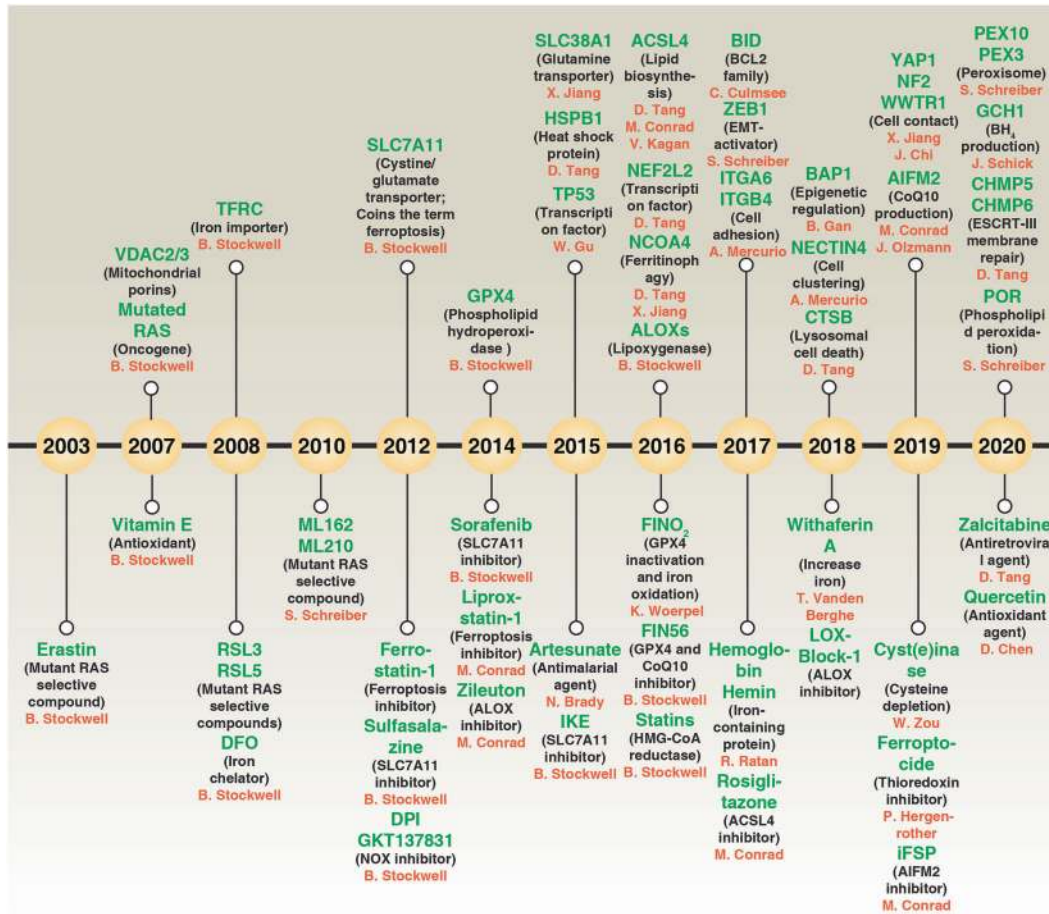 VDAC2/3
(Mitochondrial
porins)
Mutated
RAS
(Oncogene)
B. Stockwell
TFRC
(Iron importer)
B. Stockwell
SLC7A11
(Cystine/
glutamate
transporter;
Coins the term
ferroptosis)
B. Stockwell
GPX4
(Phospholipid
hydroperoxi-
dase )
B. Stockwell
SLC38A1
(Glutamine
transporter)
X. Jiang
HSPB1
(Heat shock
protein)
D. Tang
TP53
(Transcripti
on factor)
W. Gu
ACSL4
(Lipid
biosynthe-
sis)
D. Tang
M. Conrad
V. Kagan
NEF2L2
(Transcripti
on factor)
D. Tang
NCOA4
(Ferritinoph
agy)
D. Tang
X. Jiang
ALOXs
(Lipoxygenase)
B. Stockwell
BID
(BCL2
family)
C. Culmsee
ZEB1
(EMT-
activator)
S. Schreiber
ITGA6
ITGB4
(Cell
adhesion)
A. Mercurio
BAP1
(Epigenetic
regulation)
B. Gan
NECTIN4
(Cell
clustering)
A. Mercurio
CTSB
(Lysosomal
cell death)
D. Tang
YAP1
NF2
WWTR1
(Cell contact)
X. Jiang
J. Chi
AIFM2
(CoQ10
production)
M. Conrad
J. Olzmann
PEX10
PEX3
(Peroxisome)
S. Schreiber
GCH1
(BH4
production)
J. Schick
CHMP5
CHMP6
(ESCRT-III
membrane
repair)
D. Tang
POR
(Phospholipi
d peroxida-
tion)
S. Schreiber
2003 2007 2008 2010 2012 2014 2015 2016 2017 2018 2019 2020
Erastin
(Mutant RAS
selective
compound)
B. Stockwell
Vitamin E
(Antioxidant)
B. Stockwell
RSL3
RSL5
(Mutant RAS
selective
compounds)
DFO
(Iron
chelator)
B. Stockwell
ML162
ML210
(Mutant RAS
selective
compound)
S. Schreiber
Ferro-
statin-1
(Ferroptosis
inhibitor)
Sulfasala-
zine
(SLC7A11
inhibitor)
B. Stockwell
DPI
GKT137831
(NOX inhibitor)
B. Stockwell
Sorafenib
(SLC7A11
inhibitor)
B. Stockwell
Liprox-
statin-1
(Ferroptosis
inhibitor)
M. Conrad
Zileuton
(ALOX
inhibitor)
M. Conrad
Artesunate
(Antimalarial
agent)
N. Brady
IKE
(SLC7A11
inhibitor)
B. Stockwell
FINO2
(GPX4
inactivation
and iron
oxidation)
K. Woerpel
FIN56
(GPX4 and
CoQ10
inhibitor)
B. Stockwell
Statins
(HMG-CoA
reductase)
B. Stockwell
Hemoglo
bin
Hemin
(Iron-
containing
protein)
R. Ratan
Rosigli-
tazone
(ACSL4
inhibitor)
M. Conrad
Withaferin
A
(Increase
iron)
T. Vanden
Berghe
LOX-
Block-1
(ALOX
inhibitor)
Cyst(e)ina
se
(Cysteine
depletion)
W. Zou
Ferropto-
cide
(Thioredoxin
inhibitor)
P. Hergen-
rother
iFSP
(AIFM2
inhibitor)
M. Conrad
Zalcitabine
(Antiretrovira
l agent)
D. Tang
Quercetin
(Antioxidant
agent)
D. Chen